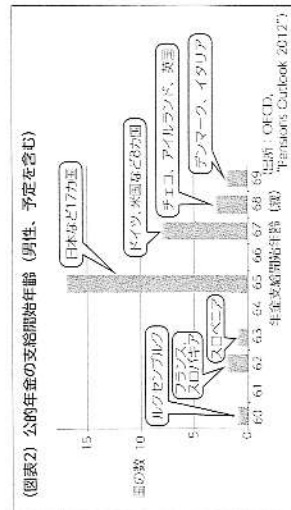 (図表2) 公的年金の支給開始年齢 (男性、予定を含む)
国の数
15
10
5
0
ルクセンブルク
フランス、
スロバキア
スロベニア
日本など17カ国
ドイツ、米国など8カ国
チェコ、アイルランド、英国
デンマーク、イタリア
60
61
62
63
64
65
66
67
68
69
年金支給開始年齢 (歳)
出所:OECD,
"Pensions Outlook 2012"